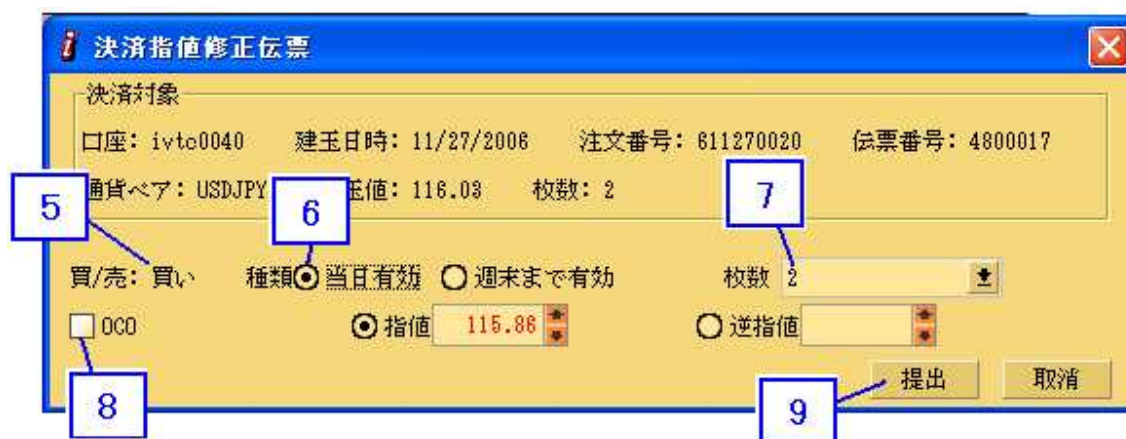 決済指値修正伝票
決済対象
口座: ivtc0040 建玉日時: 11/27/2006 注文番号: 611270020 伝票番号: 4800017
通貨ペア: USDJPY 玉値: 116.03 枚数: 2
5 6 7
買/売: 買い 種類 当日有効 週末まで有効 枚数 2
OCO 指値 115.86 逆指値
提出 取消
8 9